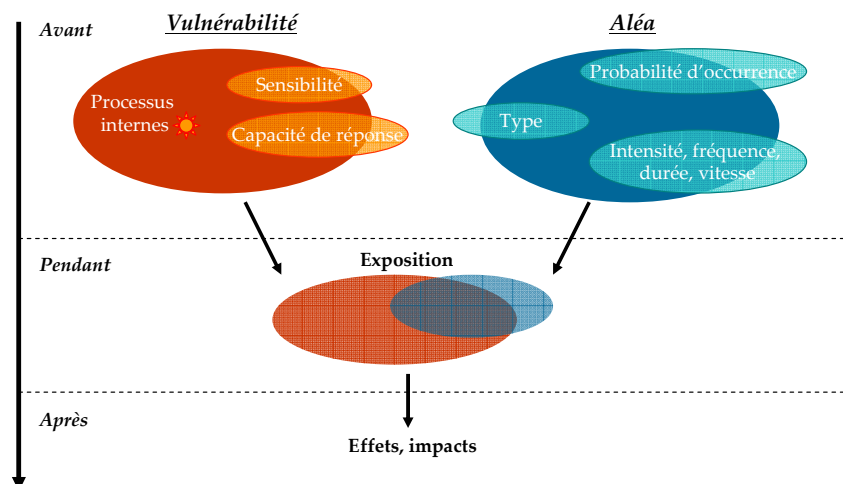 Avant
Vulnérabilité
Aléa
Sensibilité
Processus
internes
Capacité de réponse
Probabilité d'occurrence
Type
Intensité, fréquence,
durée, vitesse
Pendant
Exposition
Après
Effets, impacts